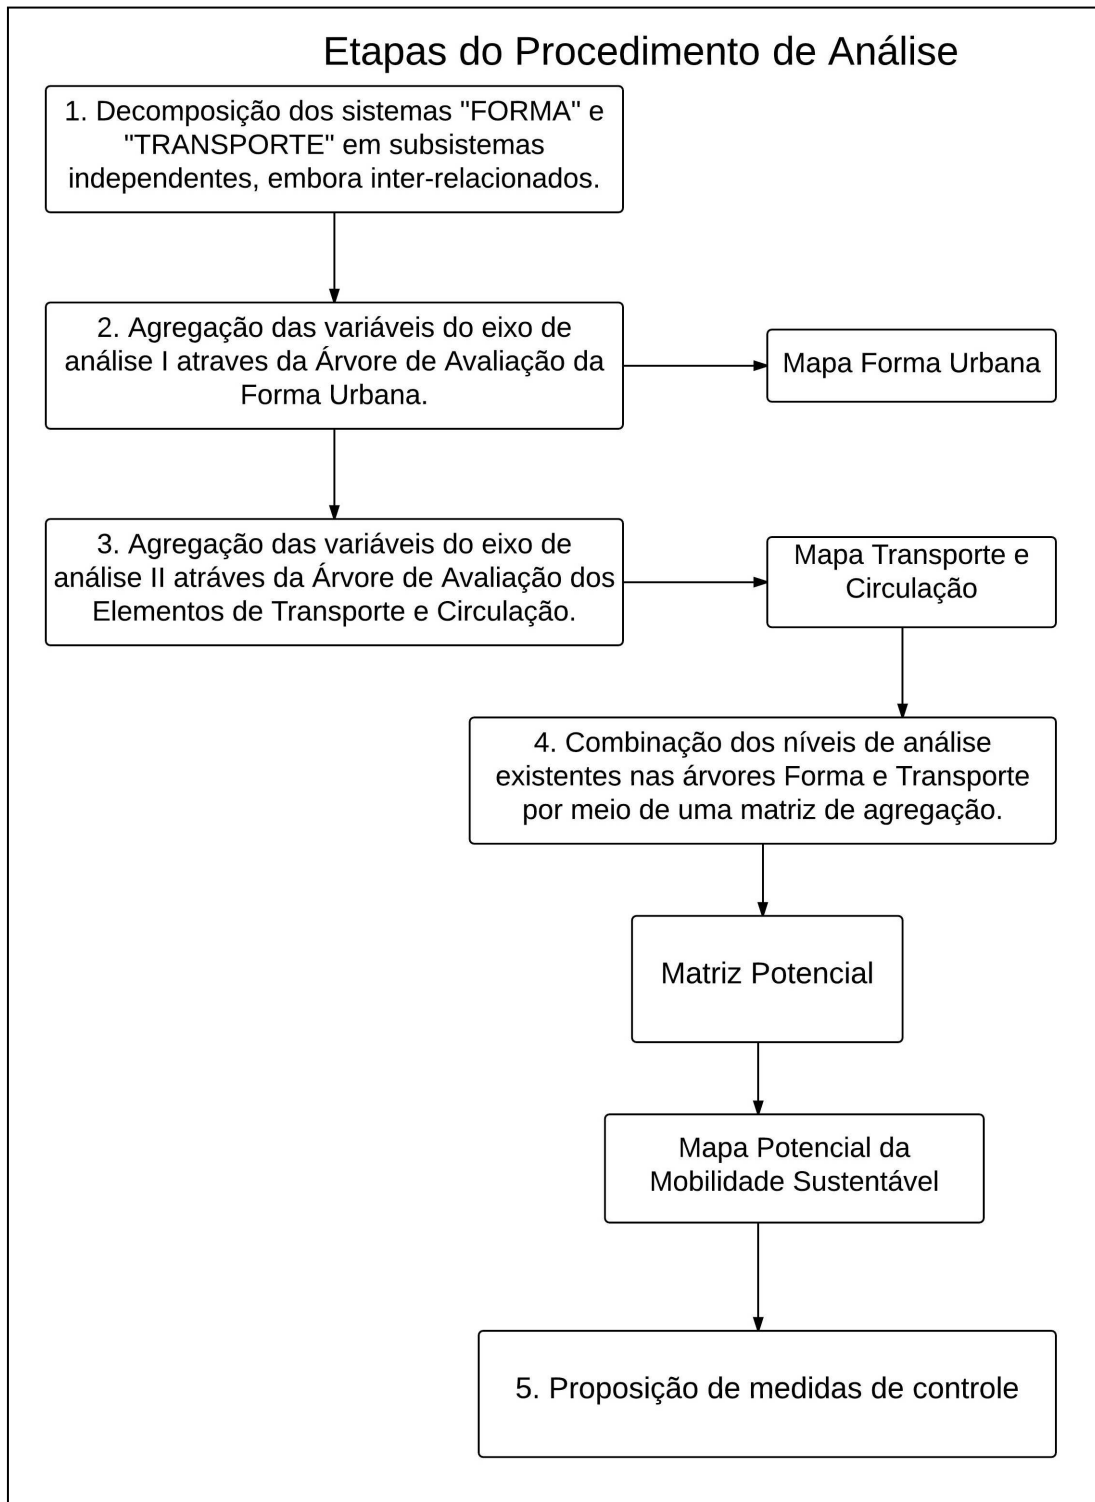 Etapas do Procedimento de Análise
1. Decomposição dos sistemas "FORMA" e
"TRANSPORTE" em subsistemas
independentes, embora inter-relacionados.
2. Agregação das variáveis do eixo de
análise I atraves da Árvore de Avaliação da
Forma Urbana.
Mapa Forma Urbana
3. Agregação das variáveis do eixo de
análise II atráves da Árvore de Avaliação dos
Elementos de Transporte e Circulação.
Mapa Transporte e
Circulação
4. Combinação dos níveis de análise
existentes nas árvores Forma e Transporte
por meio de uma matriz de agregação.
Matriz Potencial
Mapa Potencial da
Mobilidade Sustentável
5. Proposição de medidas de controle